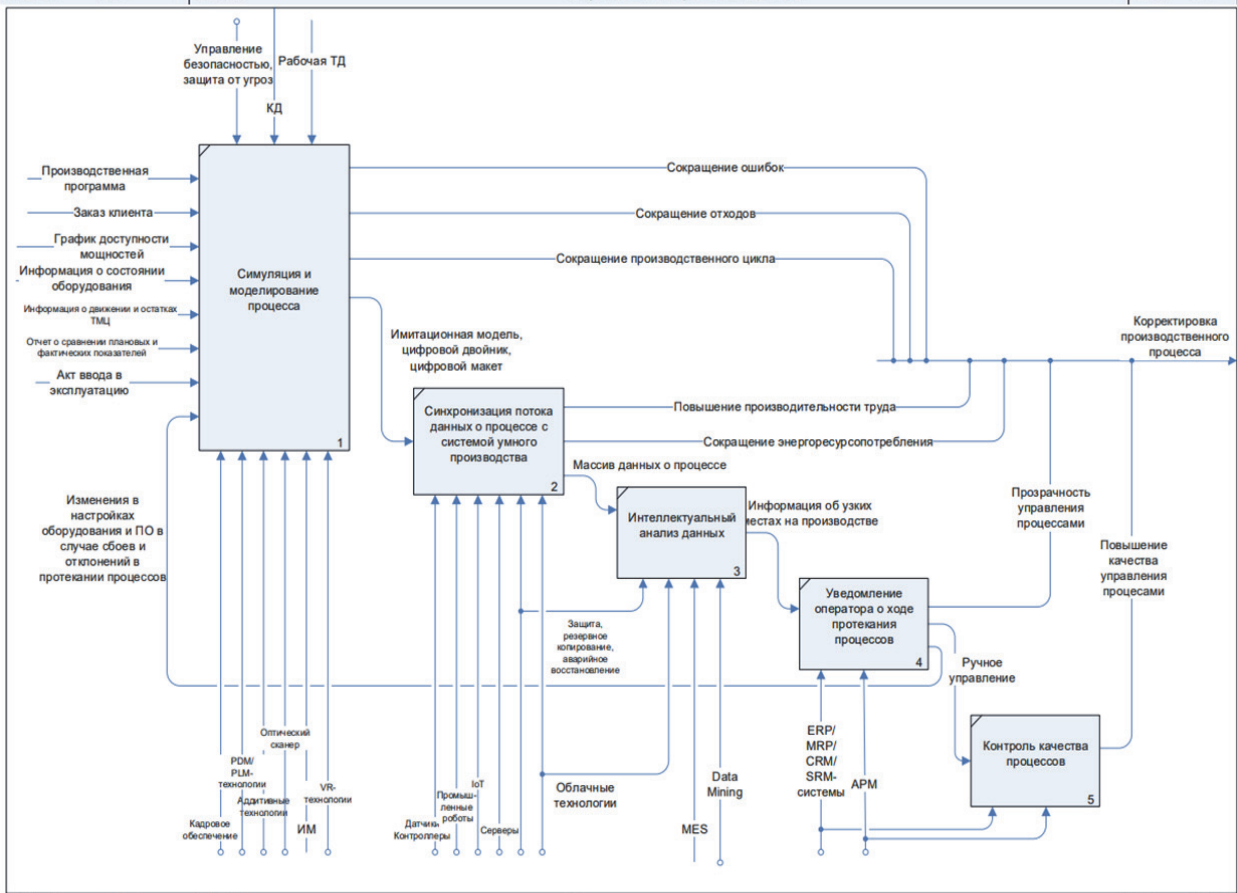 Управление
безопасностью,
защита от угроз
Рабочая ТД
КД
Производственная
программа
Заказ клиента
График доступности
мощностей
Информация о состоянии
оборудования
Информация о движении и остатках
ТМЦ
Отчет о сравнении плановых и
фактических показателей
Акт ввода в
эксплуатацию
Симуляция и
моделирование
процесса
1
Сокращение ошибок
Сокращение отходов
Сокращение производственного цикла
Имитационная модель,
цифровой двойник,
цифровой макет
Корректировка
производственного
процесса
Синхронизация потока
данных о процессе с
системой умного
производства
2
Повышение производительности труда
Сокращение энергоресурсопотребления
Массив данных о процессе
Интеллектуальный
анализ данных
3
Информация об узких
местах на производстве
Прозрачность
управления
процессами
Повышение
качества
управления
процесами
Изменения в
настройках
оборудования и ПО в
случае сбоев и
отклонений в
протекании процессов
Уведомление
оператора о ходе
протекания
процессов
4
Защита,
резервное
копирование,
аварийное
восстановление
Ручное
управление
Контроль качества
процессов
5
Кадровое
обеспечение
PDM/
PLM-
технологии
Аддитивные
технологии
Оптический
сканер
ИМ
VR-
технологии
Датчики
Контроллеры
Промыш-
ленные
роботы
IoT
Серверы
Облачные
технологии
MES
Data
Mining
ERP/
MRP/
CRM/
SRM-
системы
АРМ